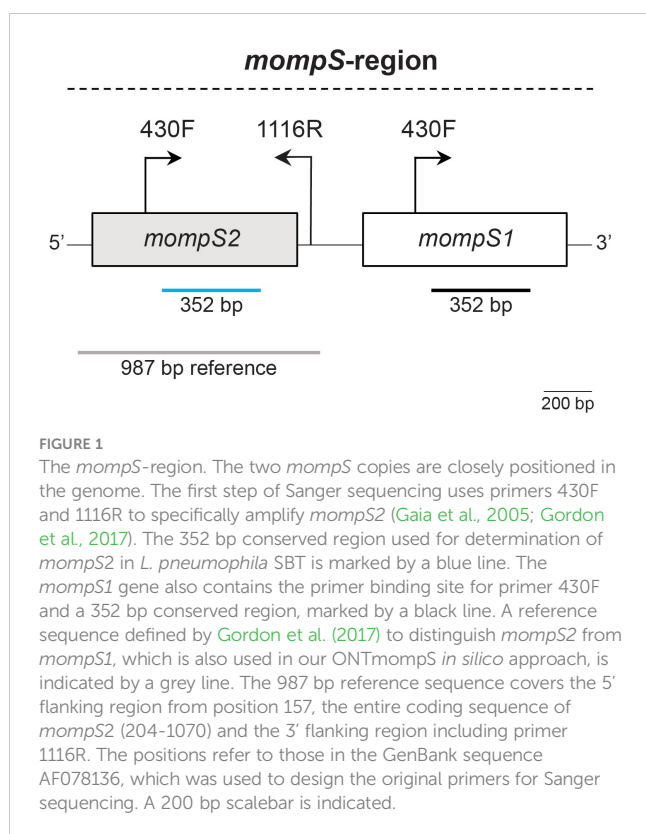 mompS-region
430F 1116R 430F
5’ mompS2 mompS1 3’
352 bp 352 bp
987 bp reference
200 bp
FIGURE 1
The mompS-region. The two mompS copies are closely positioned in
the genome. The first step of Sanger sequencing uses primers 430F
and 1116R to specifically amplify mompS2 (Gaia et al., 2005; Gordon
et al., 2017). The 352 bp conserved region used for determination of
mompS2 in L. pneumophila SBT is marked by a blue line. The
mompS1 gene also contains the primer binding site for primer 430F
and a 352 bp conserved region, marked by a black line. A reference
sequence defined by Gordon et al. (2017) to distinguish mompS2 from
mompS1, which is also used in our ONTmompS in silico approach, is
indicated by a grey line. The 987 bp reference sequence covers the 5’
flanking region from position 157, the entire coding sequence of
mompS2 (204-1070) and the 3’ flanking region including primer
1116R. The positions refer to those in the GenBank sequence
AF078136, which was used to design the original primers for Sanger
sequencing. A 200 bp scalebar is indicated.